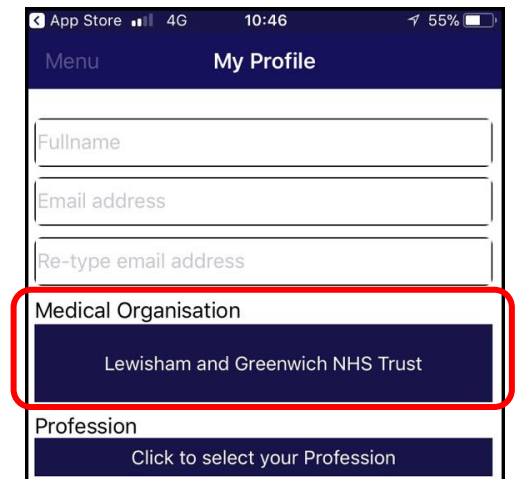 App Store 4G 10:46 55%
Menu My Profile
Fullname
Email address
Re-type email address
Medical Organisation
Lewisham and Greenwich NHS Trust
Profession
Click to select your Profession